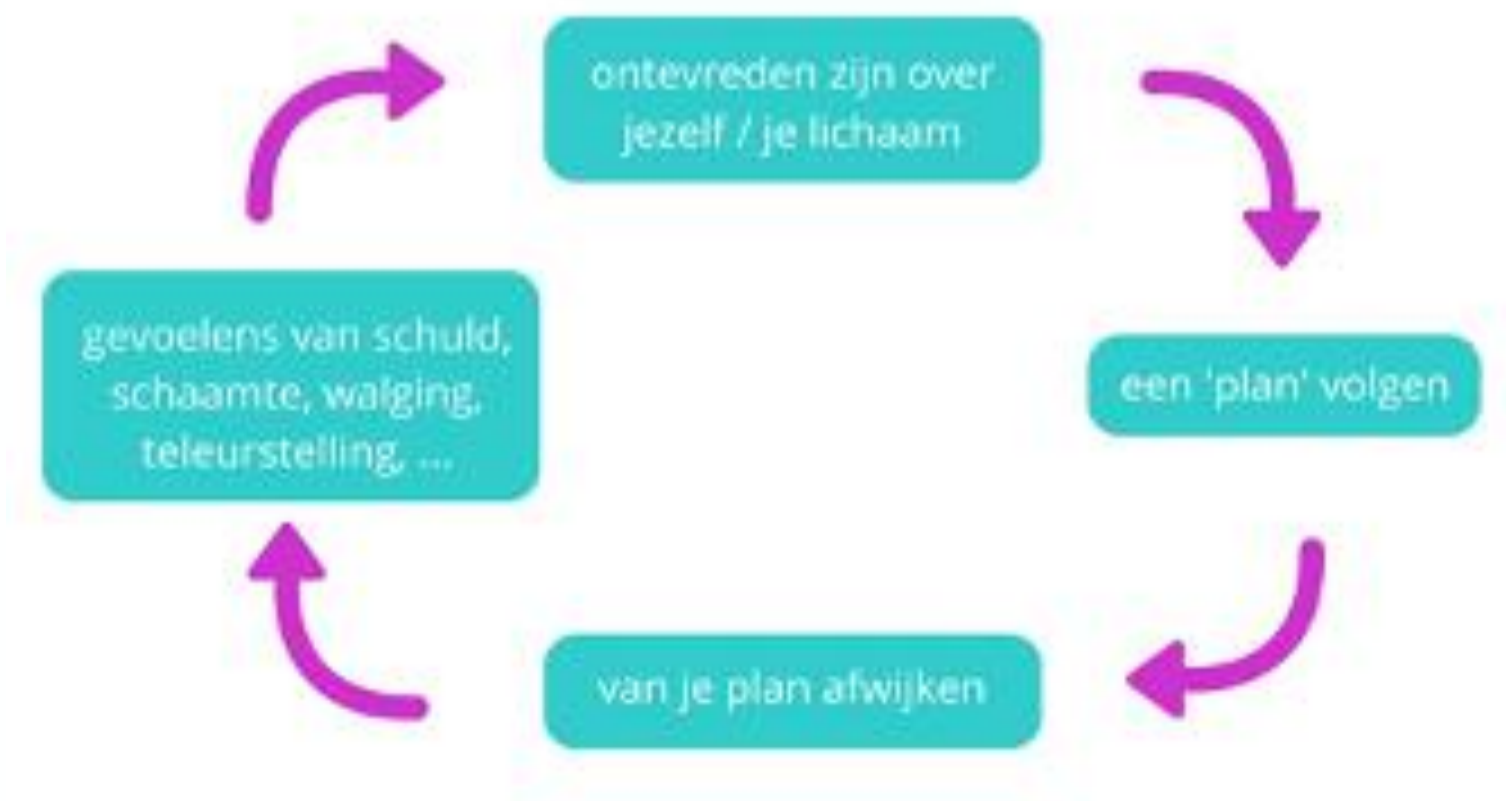 ontevreden zijn over
jezelf / je lichaam
een 'plan' volgen
van je plan afwijken
gevoelens van schuld,
schaamte, walging,
teleurstelling, ...